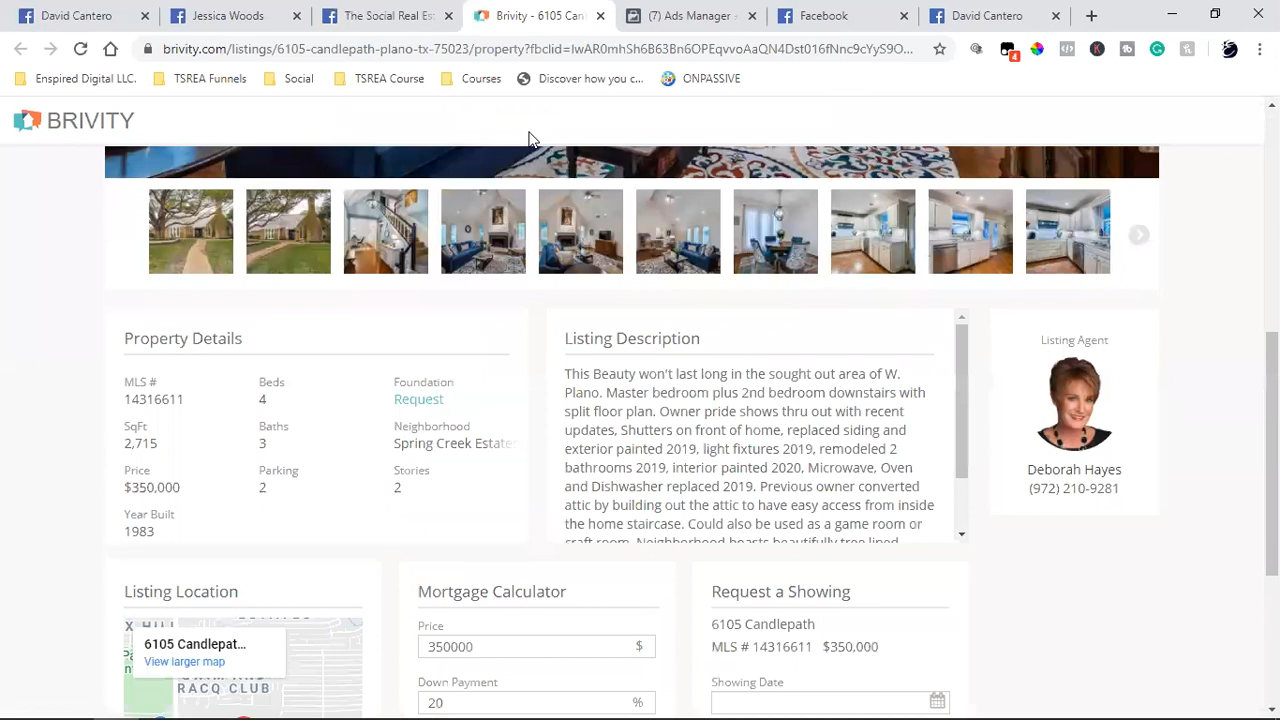 David Cantero
Jessica Woods
The Social Real Es
Brivity - 6105 Can
(7) Ads Manager
Facebook
David Cantero
brivity.com/listings/6105-candlepath-plano-tx-75023/property?fbclid=IwAR0mhSh6B63Bn6OPEqvvoAaQN4Dst016fNnc9cYyS9O...
4
Enspired Digital LLC.
TSREA Funnels
Social
TSREA Course
Courses
Discover how you c...
ONPASSIVE
BRIVITY
Property Details
MLS #
Beds
Foundation
14316611
4
Request
SqFt
Baths
Neighborhood
2,715
3
Spring Creek Estate
Price
Parking
Stories
$350,000
2
2
Year Built
1983
Listing Description
This Beauty won't last long in the sought out area of W.
Plano. Master bedroom plus 2nd bedroom downstairs with
split floor plan. Owner pride shows thru out with recent
updates, Shutters on front of home, replaced siding and
exterior painted 2019, light fixtures 2019, remodeled 2
bathrooms 2019, interior painted 2020, Microwave, Oven
and Dishwasher replaced 2019. Previous owner converted
attic by building out the attic to have easy access from inside
the home staircase. Could also be used as a game room or
craft room. Neighborhood boasts beautifully tree lined
Listing Agent
Deborah Hayes
(972) 210-9281
Listing Location
6105 Candlepat...
View larger map
RACQ CLUB
Mortgage Calculator
Price
350000 $
Down Payment
20 %
Request a Showing
6105 Candlepath
MLS # 14316611 $350,000
Showing Date